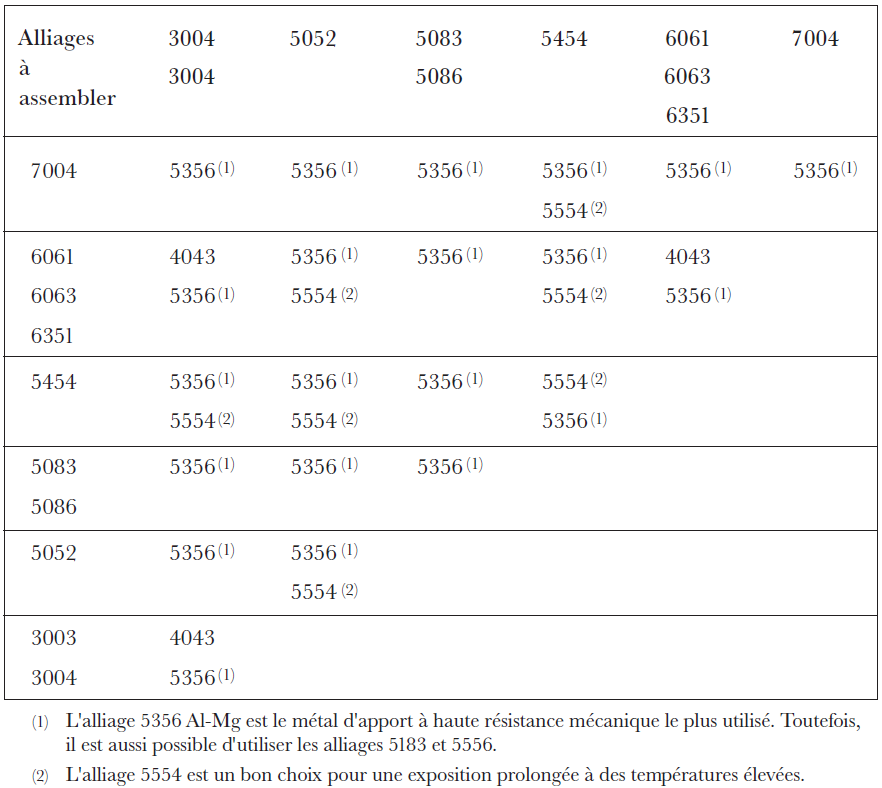 Alliages 3004 5052 5083 5454 6061 7004
à 3004 5086 6063
assembler 6351
7004 5356(1) 5356(1) 5356(1) 5356(1) 5356(1) 5356(1)
5554(2)
6061 4043 5356(1) 5356(1) 5356(1) 4043
6063 5356(1) 5554(2) 5554(2) 5356(1)
6351
5454 5356(1) 5356(1) 5356(1) 5554(2)
5554(2) 5554(2) 5356(1)
5083 5356(1) 5356(1) 5356(1)
5086
5052 5356(1) 5356(1)
5554(2)
3003 4043
3004 5356(1)
(1) L'alliage 5356 Al-Mg est le métal d'apport à haute résistance mécanique le plus utilisé. Toutefois,
il est aussi possible d'utiliser les alliages 5183 et 5556.
(2) L'alliage 5554 est un bon choix pour une exposition prolongée à des températures élevées.